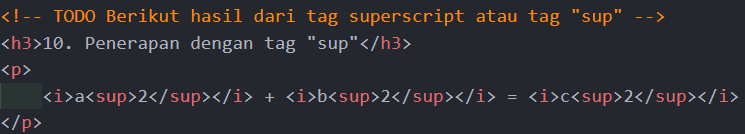 <!-- TODO Berikut hasil dari tag superscript atau tag "sup" -->
<h3>10. Penerapan dengan tag "sup"</h3>
<p>
<i>a<sup>2</sup></i> + <i>b<sup>2</sup></i> = <i>c<sup>2</sup></i>
</p>